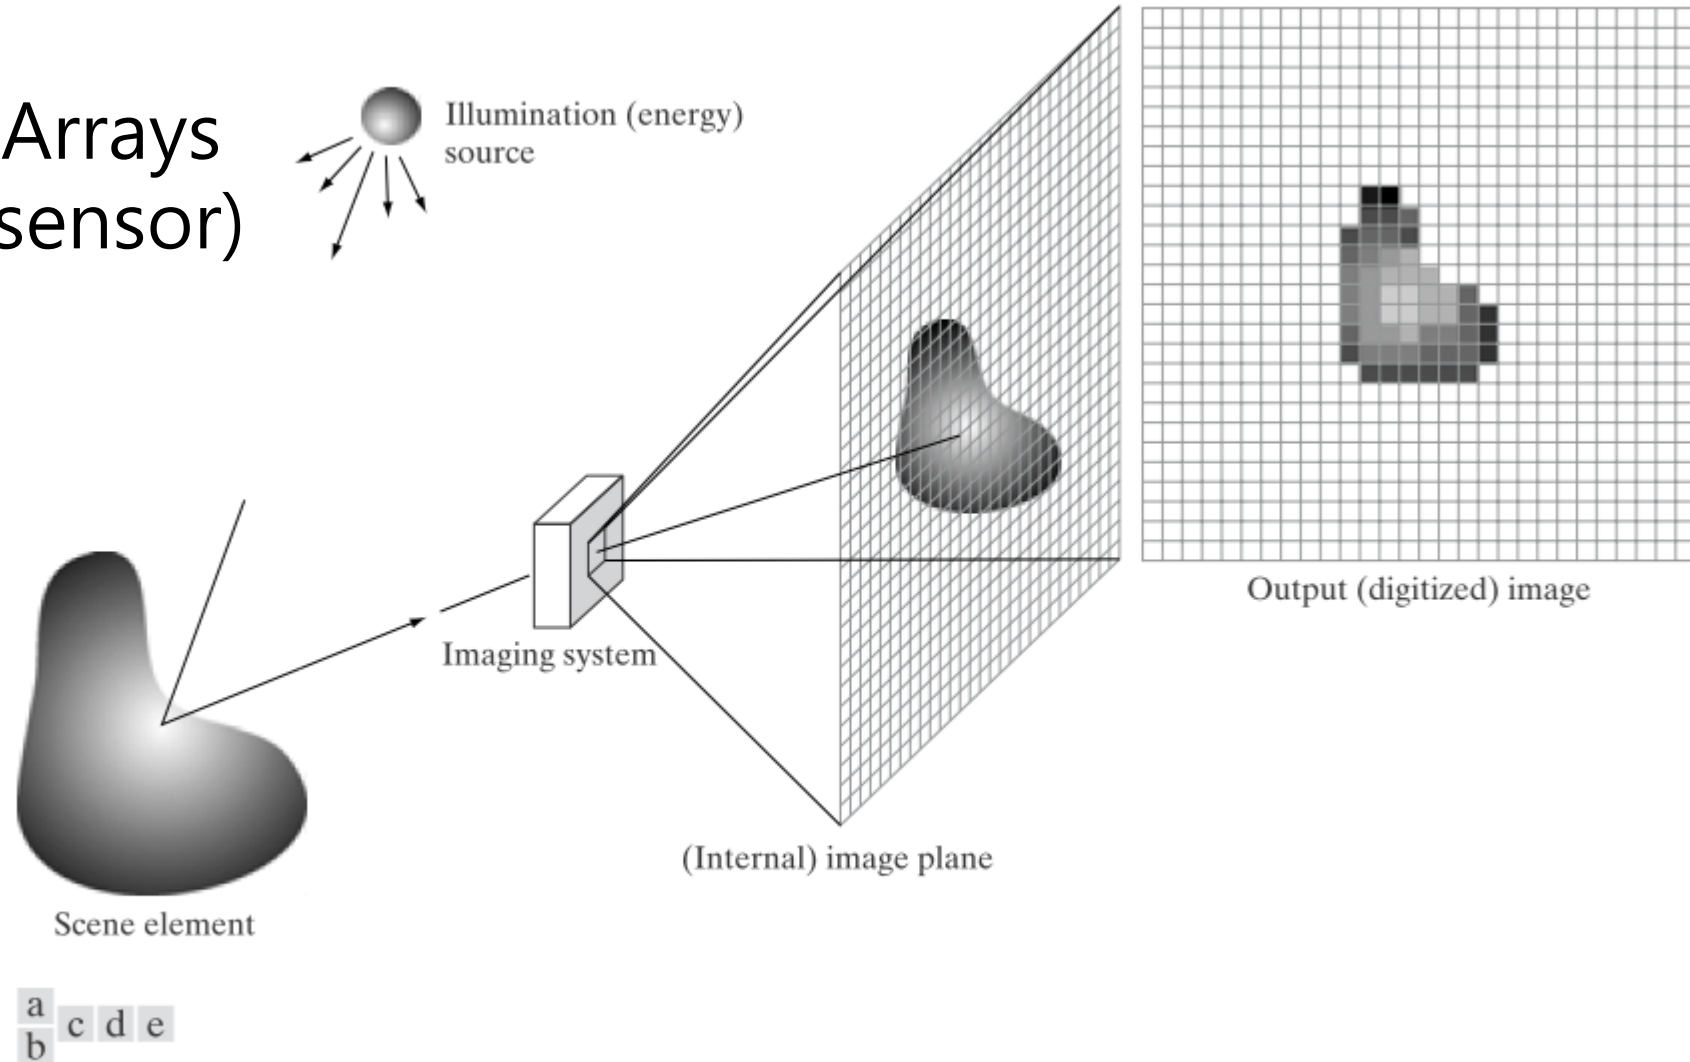 Arrays
sensor)
Illumination (energy)
source
Imaging system
Output (digitized) image
(Internal) image plane
Scene element
a
b
c d e